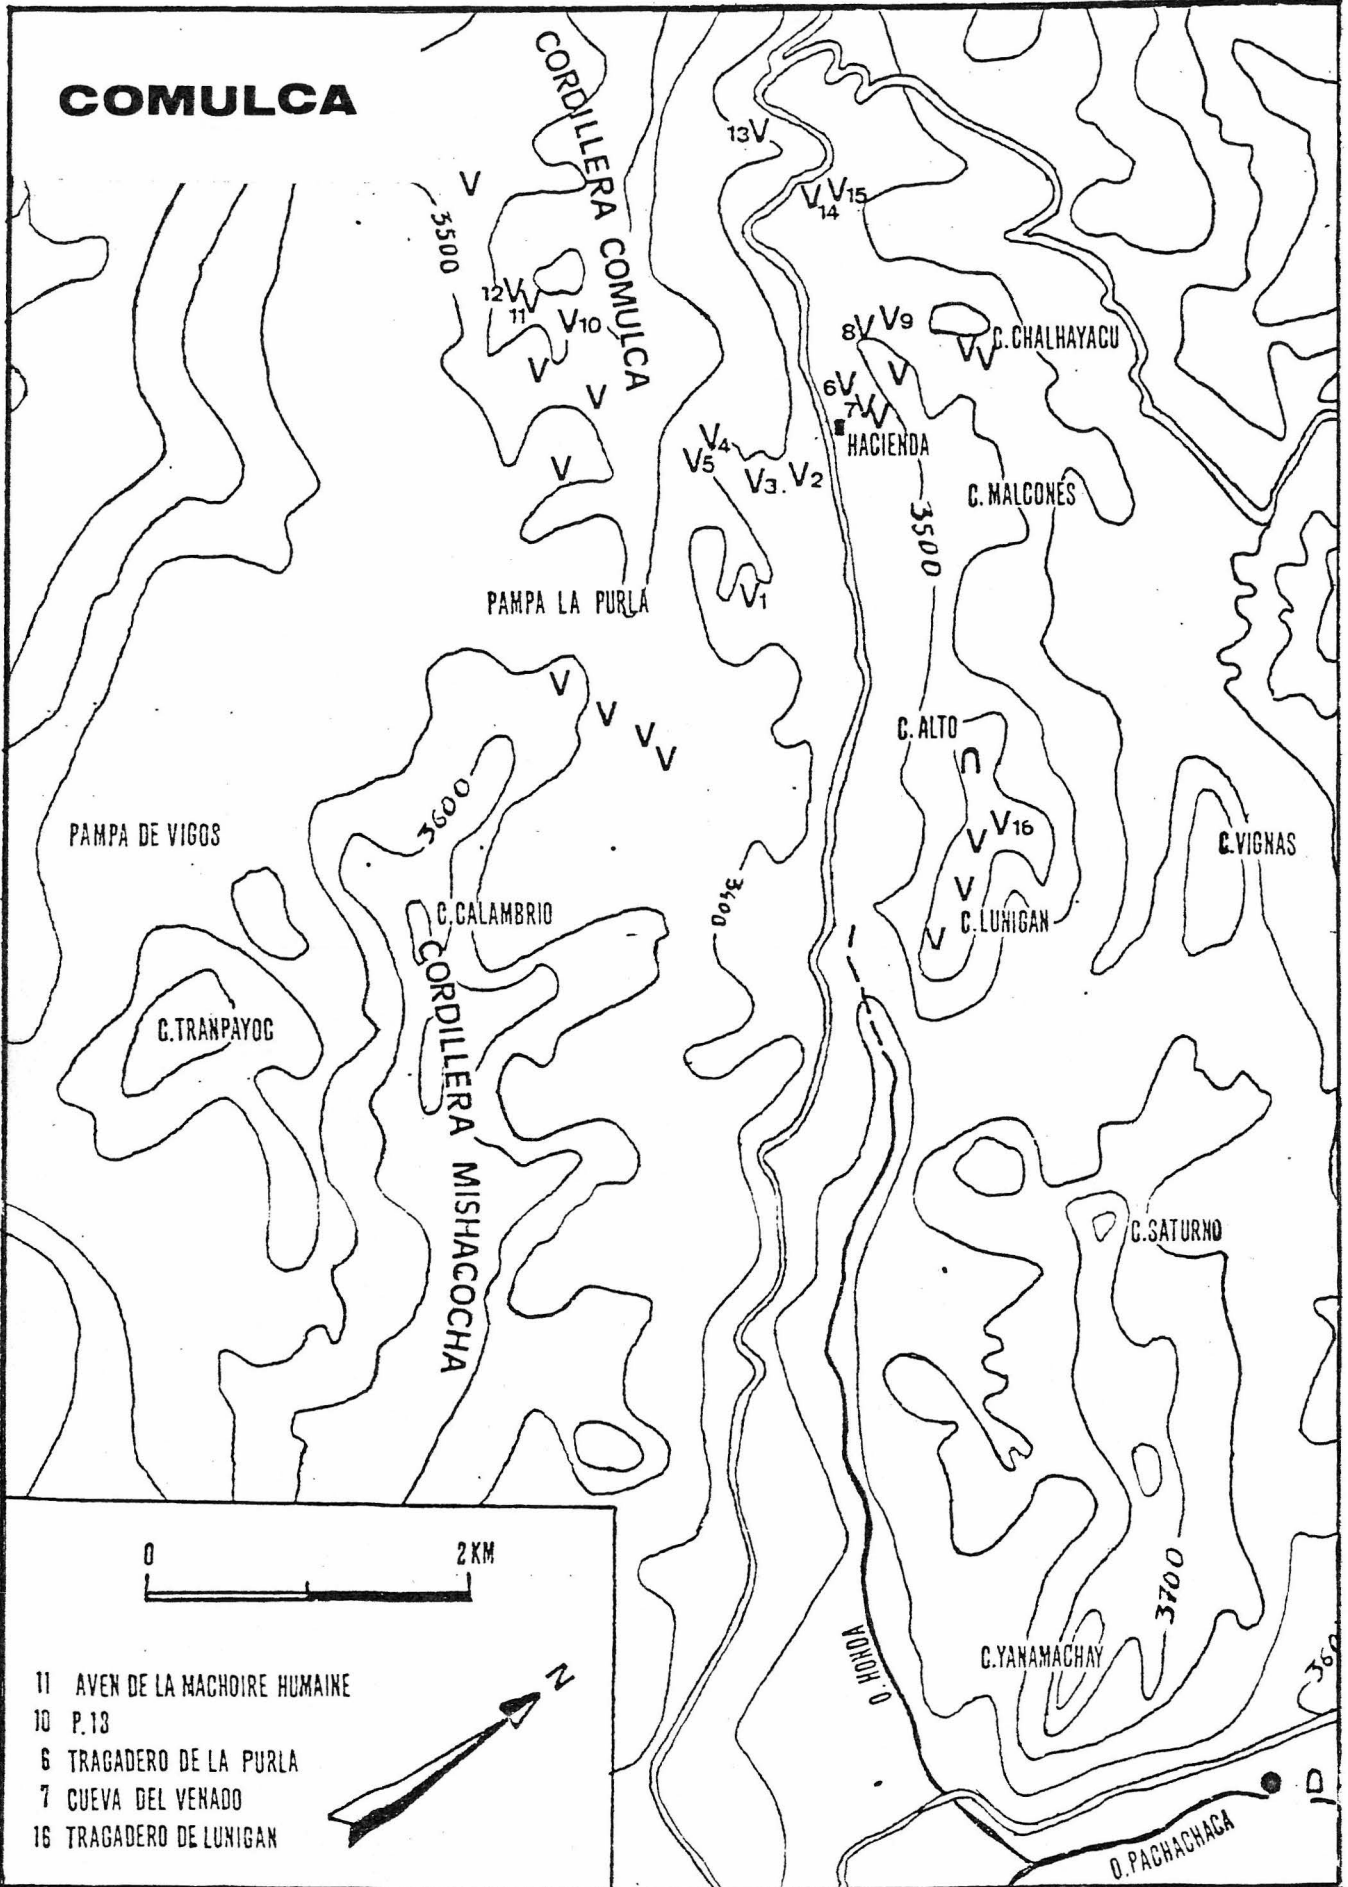 COMULCA
CORDILLERA COMULCA
13 V
V
V 14
V 15
3500
12 V
V 11
V 10
V
V
V
8 V
V 9
V
C.CHALHAYACU
V V
6 V
7 V V
HACIENDA
V 4
V 5
V 3
V 2
C.MALCONES
3500
PAMPA LA PURLA
V 1
V
V
V
V
C.ALTO
3600
V 16
V
V
V
PAMPA DE VIGOS
C.VIGNAS
3400
C.CALAMBRIO
C.LUNIGAN
CORDILLERA MISHACOCHA
C.TRANPAYOC
C.SATURNO
3700
C.YANAMACHAY
360
Q.HONDA
Q.PACHACHACA
0 2 KM
N
11 AVEN DE LA MACHOIRE HUMAINE
10 P.13
6 TRAGADERO DE LA PURLA
7 CUEVA DEL VENADO
16 TRAGADERO DE LUNIGAN